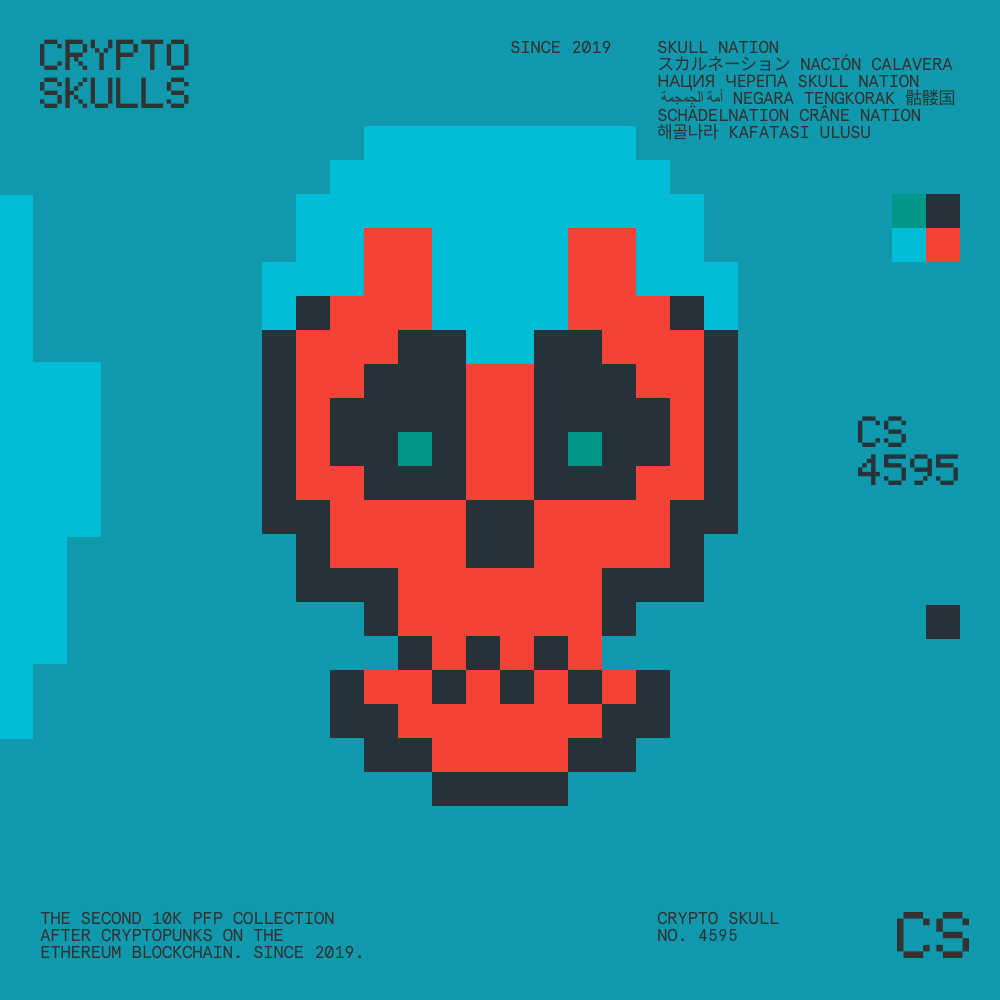 CRYPTO
SKULLS
SINCE 2019
SKULL NATION
スカルネーション NACIÓN CALAVERA
НАЦИЯ ЧЕРЕПА SKULL NATION
أمة الجمجمة NEGARA TENGKORAK 骷髅国
SCHÄDELNATION CRÂNE NATION
해골나라 KAFATASI ULUSU
CS
4595
THE SECOND 10K PFP COLLECTION
AFTER CRYPTOPUNKS ON THE
ETHEREUM BLOCKCHAIN. SINCE 2019.
CRYPTO SKULL
NO. 4595
CS